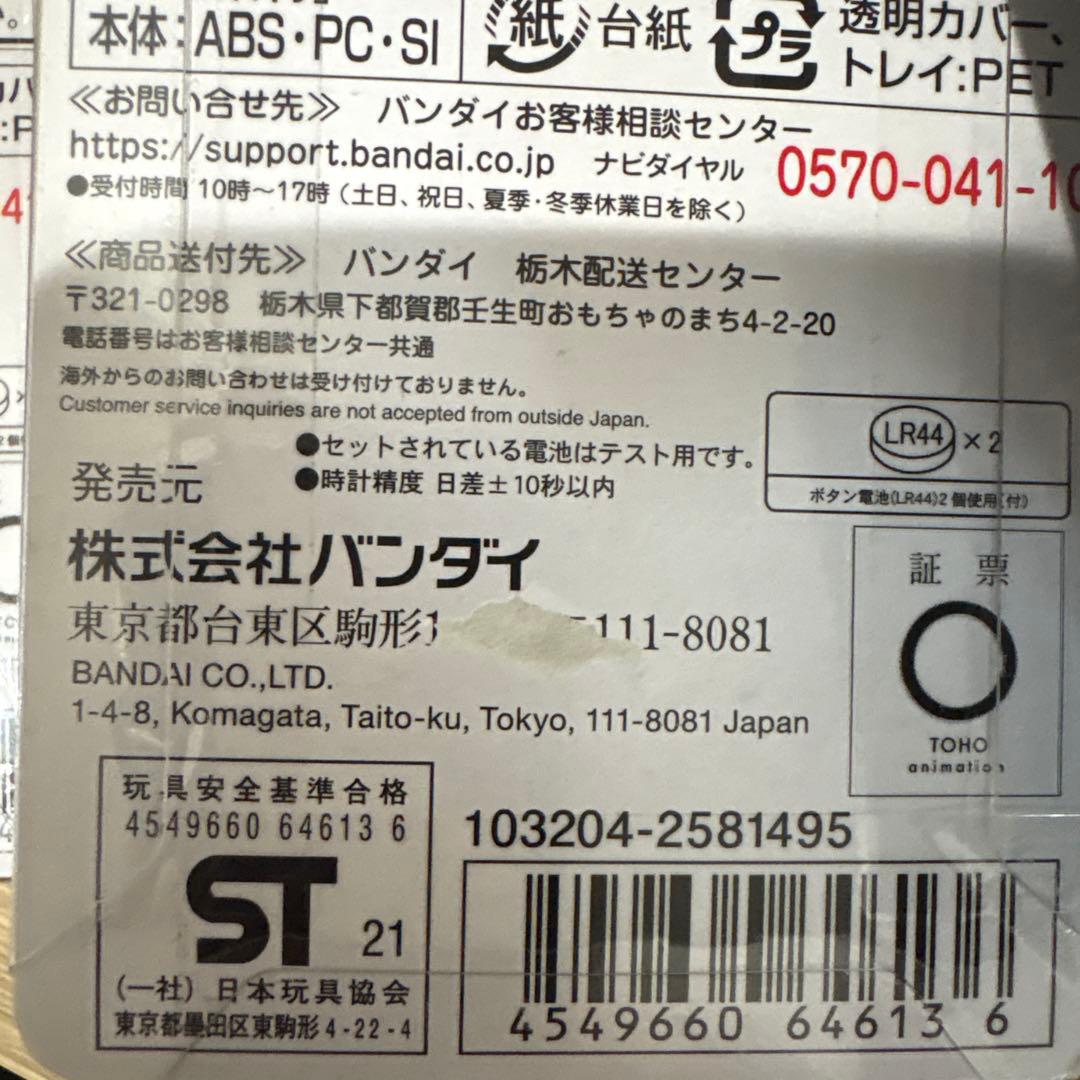 本体:ABS・PC・SI
紙
台紙
プラ
透明カバー、
トレイ:PET
≪お問い合せ先≫ バンダイお客様相談センター
https://support.bandai.co.jp ナビダイヤル 0570-041-10
●受付時間 10時〜17時(土日、祝日、夏季・冬季休業日を除く)
≪商品送付先≫ バンダイ 栃木配送センター
〒321-0298 栃木県下都賀郡壬生町おもちゃのまち4-2-20
電話番号はお客様相談センター共通
海外からのお問い合わせは受け付けておりません。
Customer service inquiries are not accepted from outside Japan.
●セットされている電池はテスト用です。
●時計精度 日差±10秒以内
LR44 ×2
ボタン電池(LR44)2個使用(付)
発売元
株式会社バンダイ
東京都台東区駒形1 111-8081
BANDAI CO.,LTD.
1-4-8, Komagata, Taito-ku, Tokyo, 111-8081 Japan
証票
TOHO
animation
玩具安全基準合格
4549660 64613 6
ST 21
(一社)日本玩具協会
東京都墨田区東駒形4-22-4
103204-2581495
4549660 64613 6